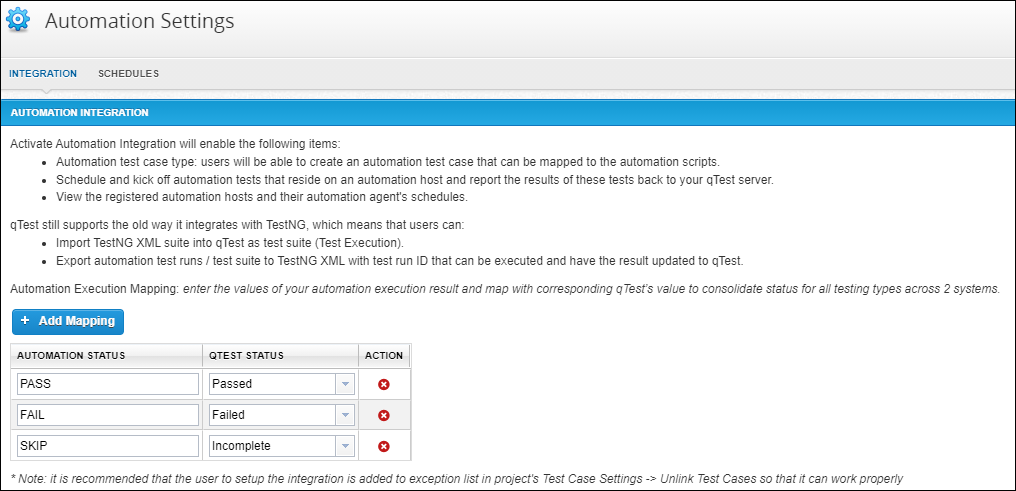 Automation Settings
INTEGRATION SCHEDULES
AUTOMATION INTEGRATION
Activate Automation Integration will enable the following items:
• Automation test case type: users will be able to create an automation test case that can be mapped to the automation scripts.
• Schedule and kick off automation tests that reside on an automation host and report the results of these tests back to your qTest server.
• View the registered automation hosts and their automation agent's schedules.
qTest still supports the old way it integrates with TestNG, which means that users can:
• Import TestNG XML suite into qTest as test suite (Test Execution).
• Export automation test runs / test suite to TestNG XML with test run ID that can be executed and have the result updated to qTest.
Automation Execution Mapping: enter the values of your automation execution result and map with corresponding qTest's value to consolidate status for all testing types across 2 systems.
+ Add Mapping
AUTOMATION STATUS QTEST STATUS ACTION
PASS Passed
FAIL Failed
SKIP Incomplete
* Note: it is recommended that the user to setup the integration is added to exception list in project's Test Case Settings -> Unlink Test Cases so that it can work properly